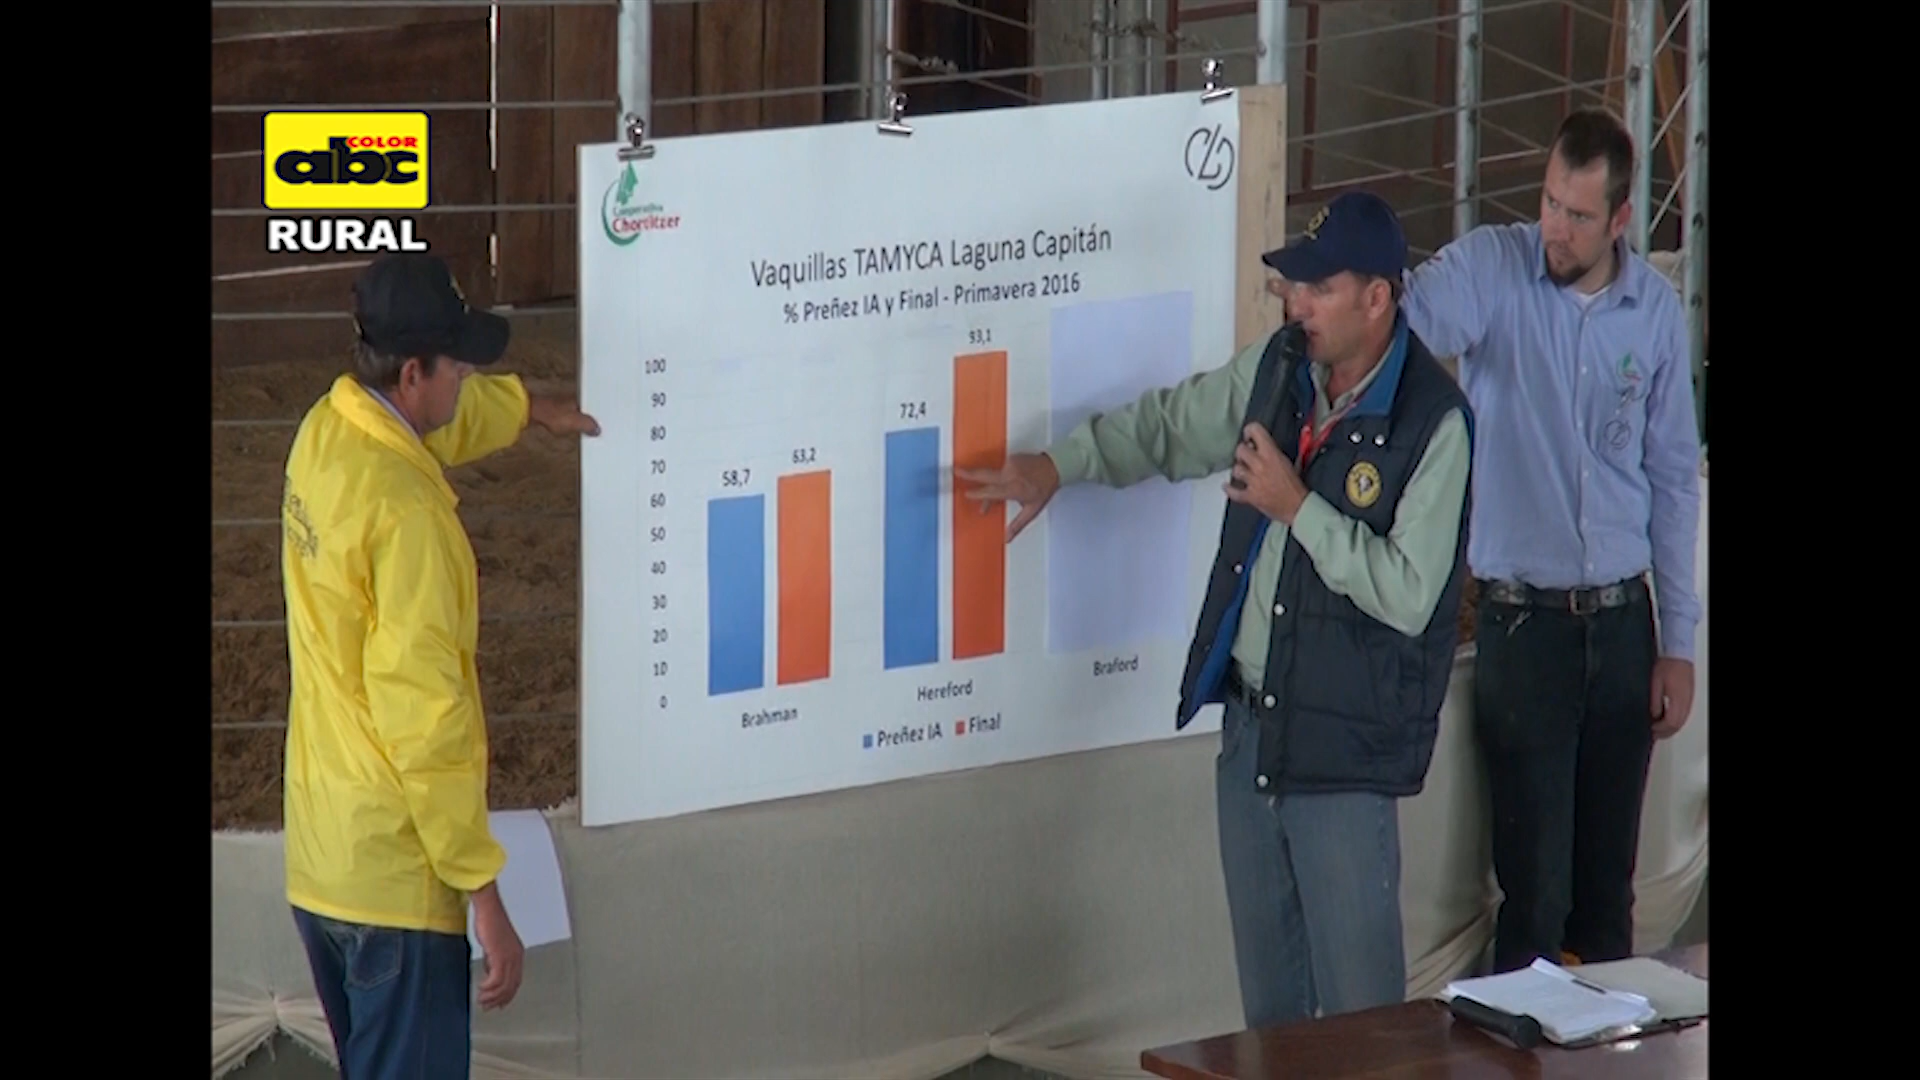 abc COLOR
RURAL
Cooperativa
Chortitzer
Vaquillas TAMYCA Laguna Capitán
% Preñez IA y Final - Primavera 2016
100
90
80
70
60
50
40
30
20
10
0
58,7
63,2
72,4
93,1
Brahman
Hereford
Braford
Preñez IA
Final